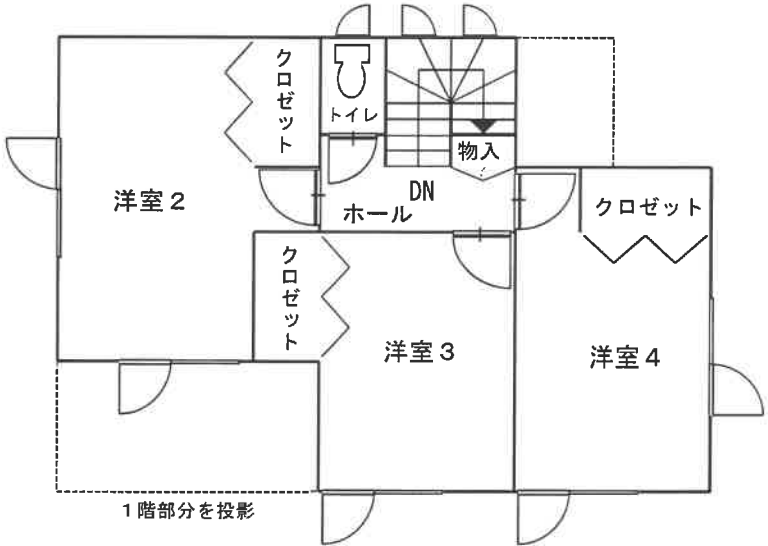 クロゼット
トイレ
物入
洋室2
DN
ホール
クロゼット
クロゼット
洋室3
洋室4
1階部分を投影